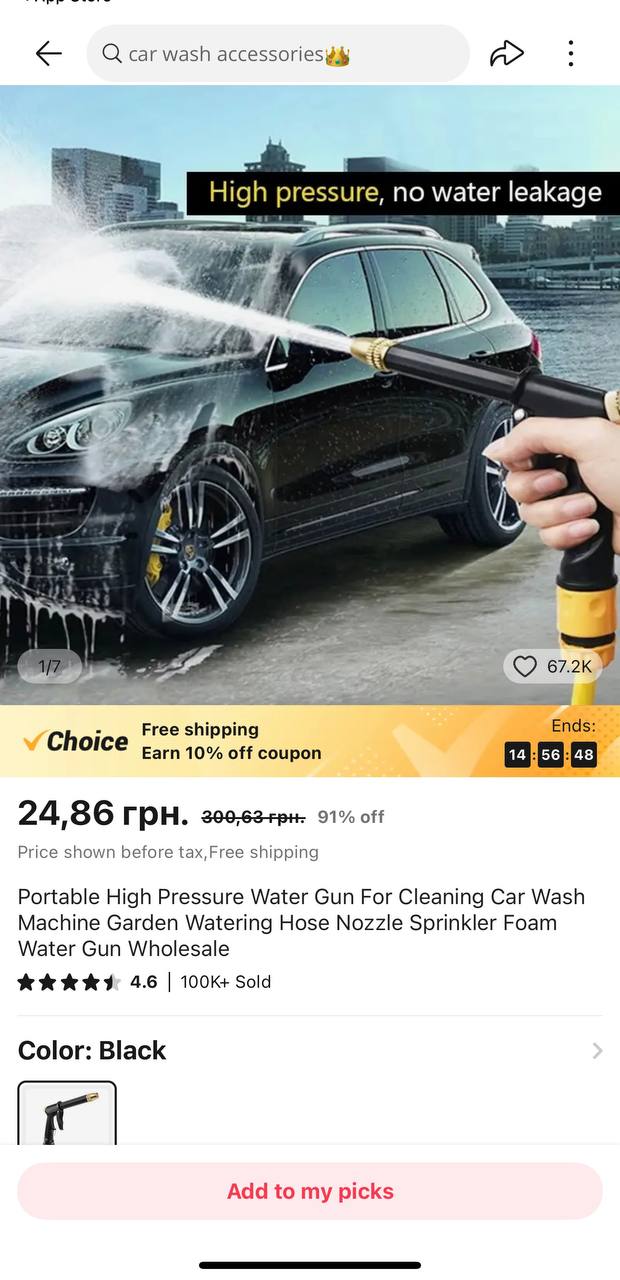 App Store
car wash accessories👑
High pressure, no water leakage
1/7
67.2K
Choice
Free shipping
Earn 10% off coupon
Ends:
14:56:48
24,86 грн. 300,63 грн. 91% off
Price shown before tax,Free shipping
Portable High Pressure Water Gun For Cleaning Car Wash
Machine Garden Watering Hose Nozzle Sprinkler Foam
Water Gun Wholesale
4.6 | 100K+ Sold
Color: Black
Add to my picks